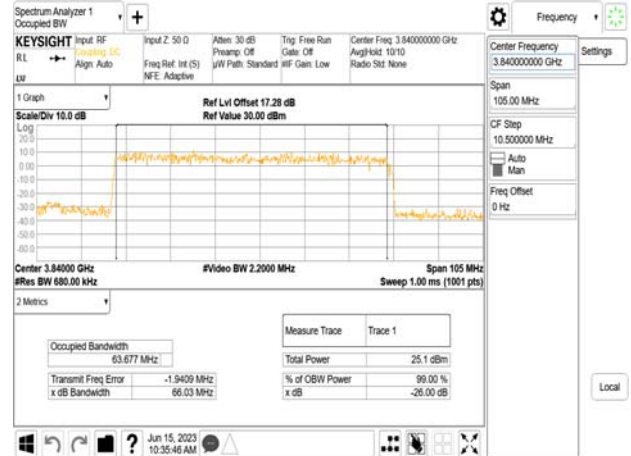 Spectrum Analyzer 1
Occupied BW
Frequency
KEYSIGHT
RL
Input: RF
Coupling: DC
Align: Auto
Input Z: 50 Ω
Freq Ref: Int (S)
NFE: Adaptive
Atten: 30 dB
Preamp: Off
µW Path: Standard
Trig: Free Run
Gate: Off
#IF Gain: Low
Center Freq: 3.840000000 GHz
Avg|Hold: 10/10
Radio Std: None
Center Frequency
3.840000000 GHz
Settings
Span
105.00 MHz
CF Step
10.500000 MHz
Auto
Man
Freq Offset
0 Hz
1 Graph
Scale/Div 10.0 dB
Ref Lvl Offset 17.28 dB
Ref Value 30.00 dBm
Log
20.0
10.0
0.00
-10.0
-20.0
-30.0
-40.0
-50.0
-60.0
Center 3.84000 GHz
#Res BW 680.00 kHz
#Video BW 2.2000 MHz
Span 105 MHz
Sweep 1.00 ms (1001 pts)
2 Metrics
Measure Trace Trace 1
Occupied Bandwidth
63.677 MHz
Total Power 25.1 dBm
Transmit Freq Error -1.9409 MHz
% of OBW Power 99.00 %
x dB Bandwidth 66.03 MHz
x dB -26.00 dB
Local
?
Jun 15, 2023
10:35:46 AM